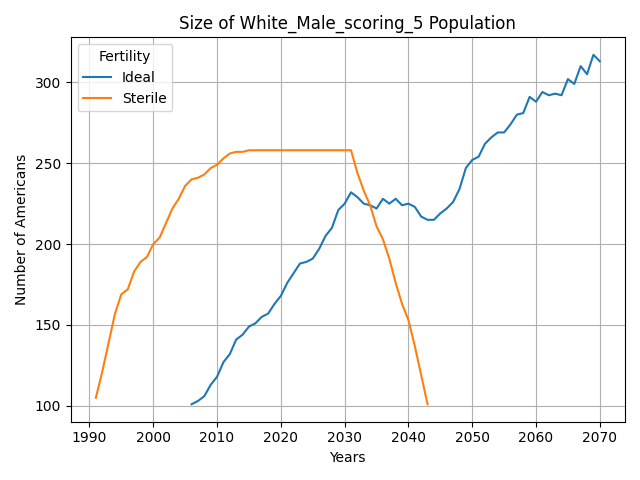 Size of White_Male_scoring_5 Population
Fertility
Ideal
Sterile
Number of Americans
300
250
200
150
100
1990 2000 2010 2020 2030 2040 2050 2060 2070
Years